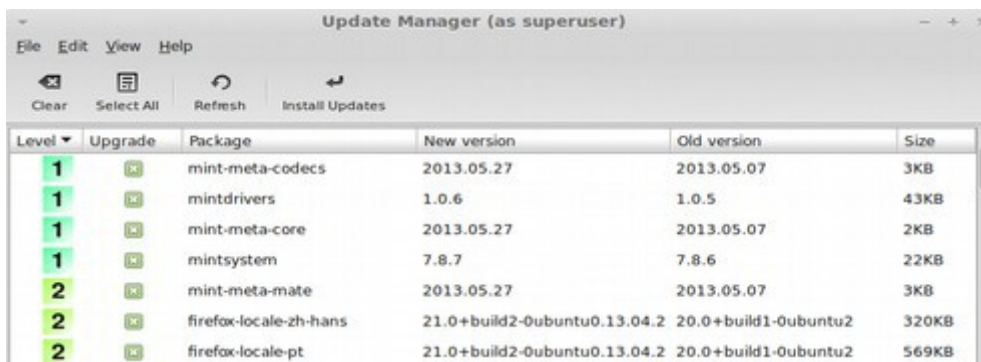 Update Manager (as superuser)
File Edit View Help
Clear Select All Refresh Install Updates
Level Upgrade Package New version Old version Size
1 mint-meta-codecs 2013.05.27 2013.05.07 3KB
1 mintdrivers 1.0.6 1.0.5 43KB
1 mint-meta-core 2013.05.27 2013.05.07 2KB
1 mintsystem 7.8.7 7.8.6 22KB
2 mint-meta-mate 2013.05.27 2013.05.07 3KB
2 firefox-locale-zh-hans 21.0+build2-0ubuntu0.13.04.2 20.0+build1-0ubuntu2 320KB
2 firefox-locale-pt 21.0+build2-0ubuntu0.13.04.2 20.0+build1-0ubuntu2 569KB